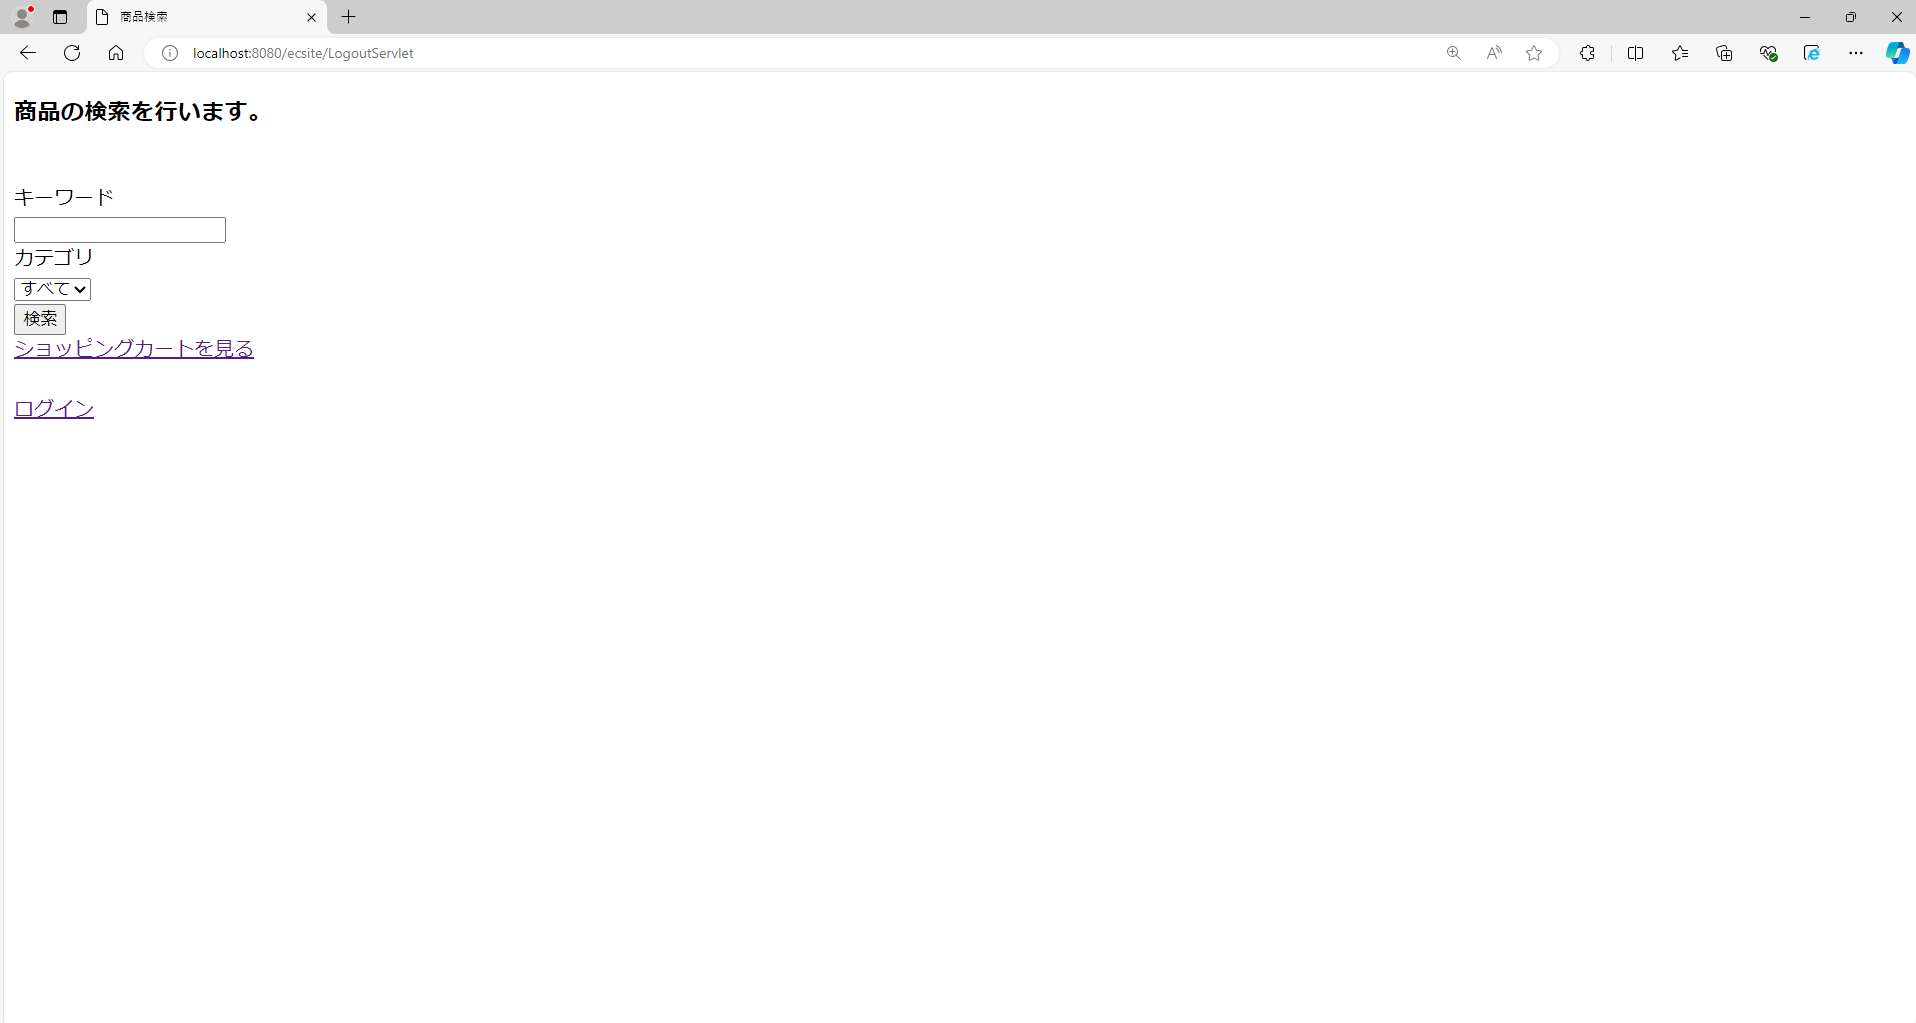 商品検索
localhost:8080/ecsite/LogoutServlet
商品の検索を行います。
キーワード
カテゴリ
すべて
検索
ショッピングカートを見る
ログイン